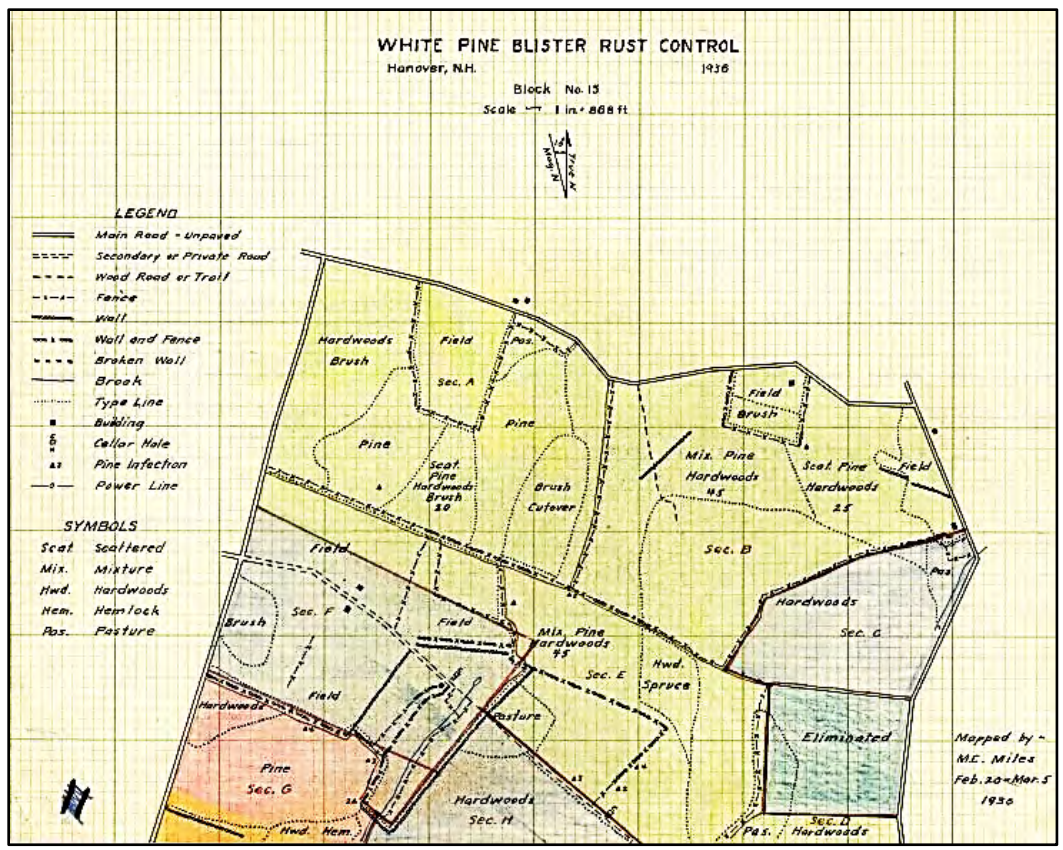 WHITE PINE BLISTER RUST CONTROL
Hanover, N.H. 1936
Block No. 15
Scale 1 in. = 868 ft
True N
Mag. N
LEGEND
Main Road - Unpaved
Secondary or Private Road
Wood Road or Trail
Fence
Wall
Wall and Fence
Broken Wall
Brook
Type Line
Building
Cellar Hole
Pine Infection
Power Line
SYMBOLS
Scat Scattered
Mix. Mixture
Hwd. Hardwoods
Hem. Hemlock
Pas. Pasture
Hardwoods
Brush
Field
Sec. A
Pas.
Pine
Pine
Scat.
Pine
Hardwoods
Brush
20
Brush
Cutover
Field
Brush
Mix. Pine
Hardwoods
45
Scat. Pine
Hardwoods
25
Field
Sec. B
Pas.
Hardwoods
Sec. C
Field
Sec. F
Brush
Field
Field
Mix. Pine
Hardwoods
45
Sec. E
Hwd.
Spruce
Pasture
Eliminated
Hardwoods
Pine
Sec. G
Hwd. Hem.
Hardwoods
Sec. H
Sec. D
Pas. Hardwoods
Mapped by -
M.E. Miles
Feb. 20 - Mar. 5
1936